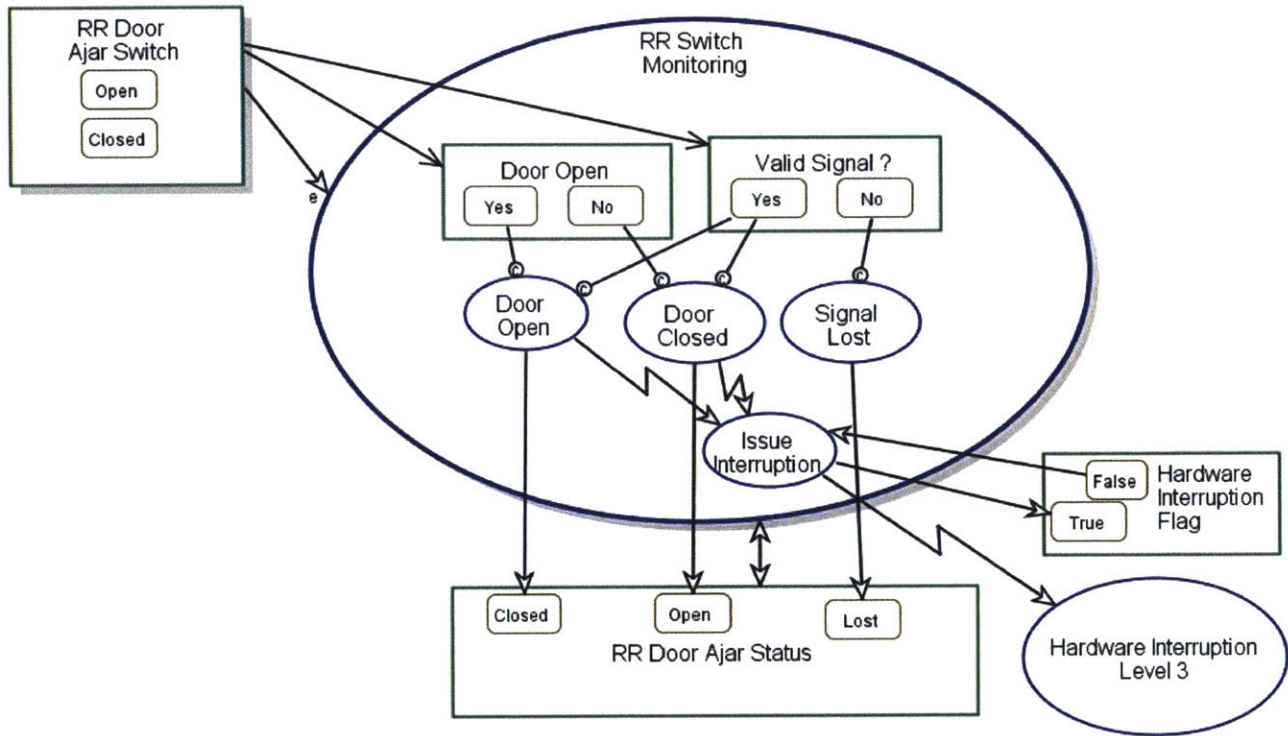 RR Door
Ajar Switch
Open
Closed
e
RR Switch
Monitoring
Door Open
Yes
No
Valid Signal ?
Yes
No
C
C
C
C
C
Door
Open
Door
Closed
Signal
Lost
Issue
Interruption
False
True
Hardware
Interruption
Flag
Closed
Open
Lost
RR Door Ajar Status
Hardware Interruption
Level 3